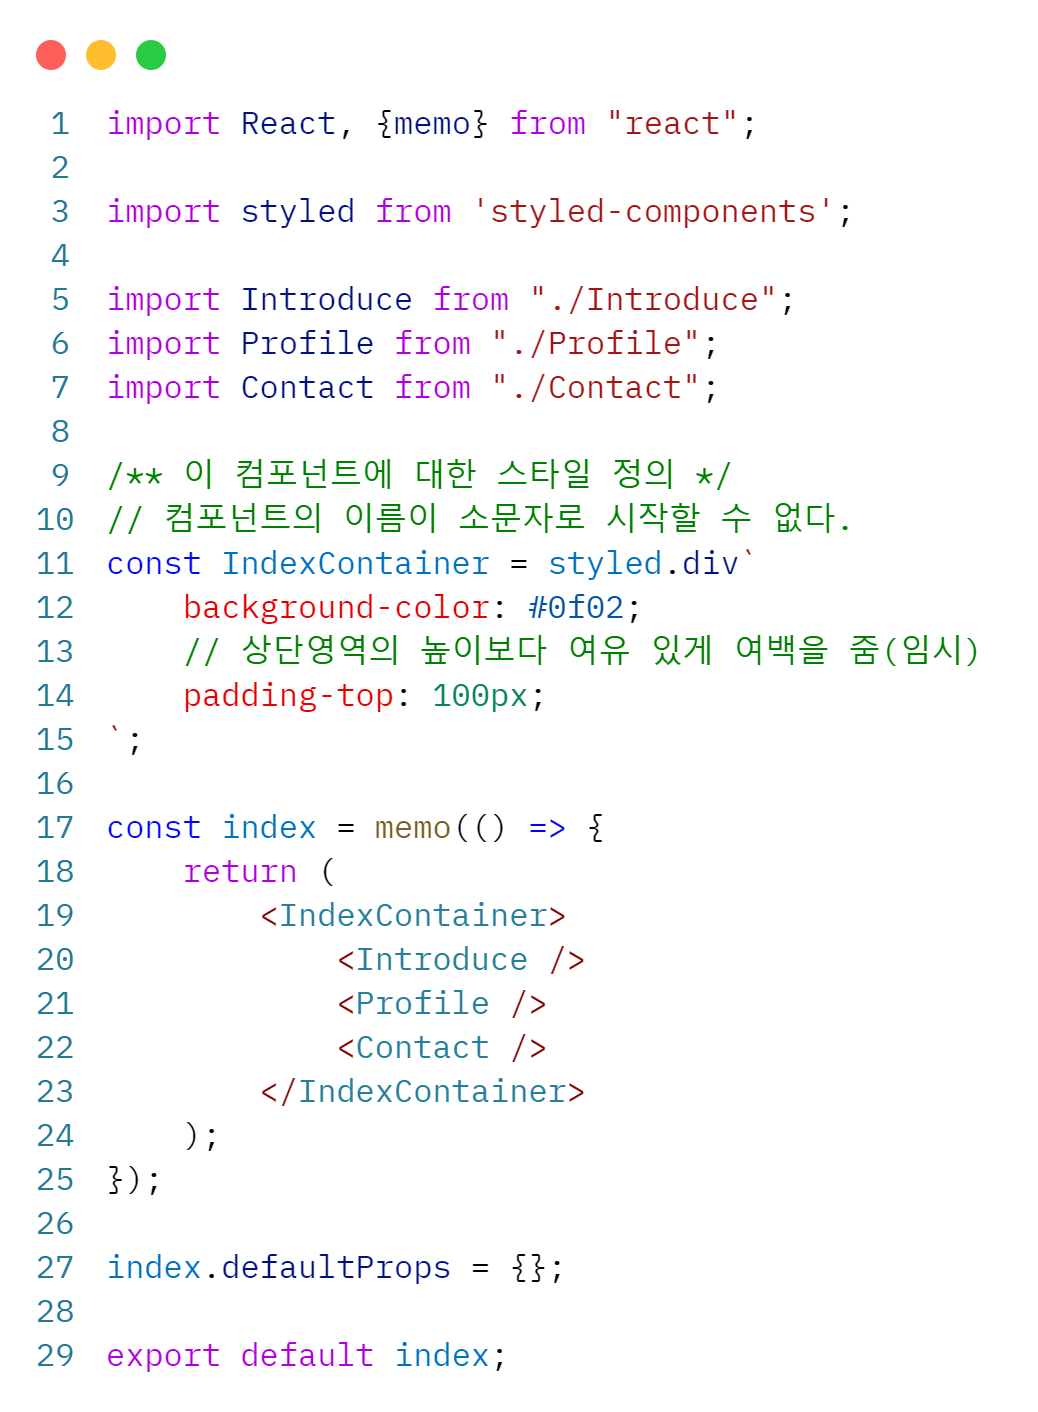 1 import React, {memo} from "react";
2
3 import styled from 'styled-components';
4
5 import Introduce from "./Introduce";
6 import Profile from "./Profile";
7 import Contact from "./Contact";
8
9 /** 이 컴포넌트에 대한 스타일 정의 */
10 // 컴포넌트의 이름이 소문자로 시작할 수 없다.
11 const IndexContainer = styled.div`
12     background-color: #0f02;
13     // 상단영역의 높이보다 여유 있게 여백을 줌(임시)
14     padding-top: 100px;
15 `;
16
17 const index = memo(() => {
18     return (
19         <IndexContainer>
20             <Introduce />
21             <Profile />
22             <Contact />
23         </IndexContainer>
24     );
25 });
26
27 index.defaultProps = {};
28
29 export default index;